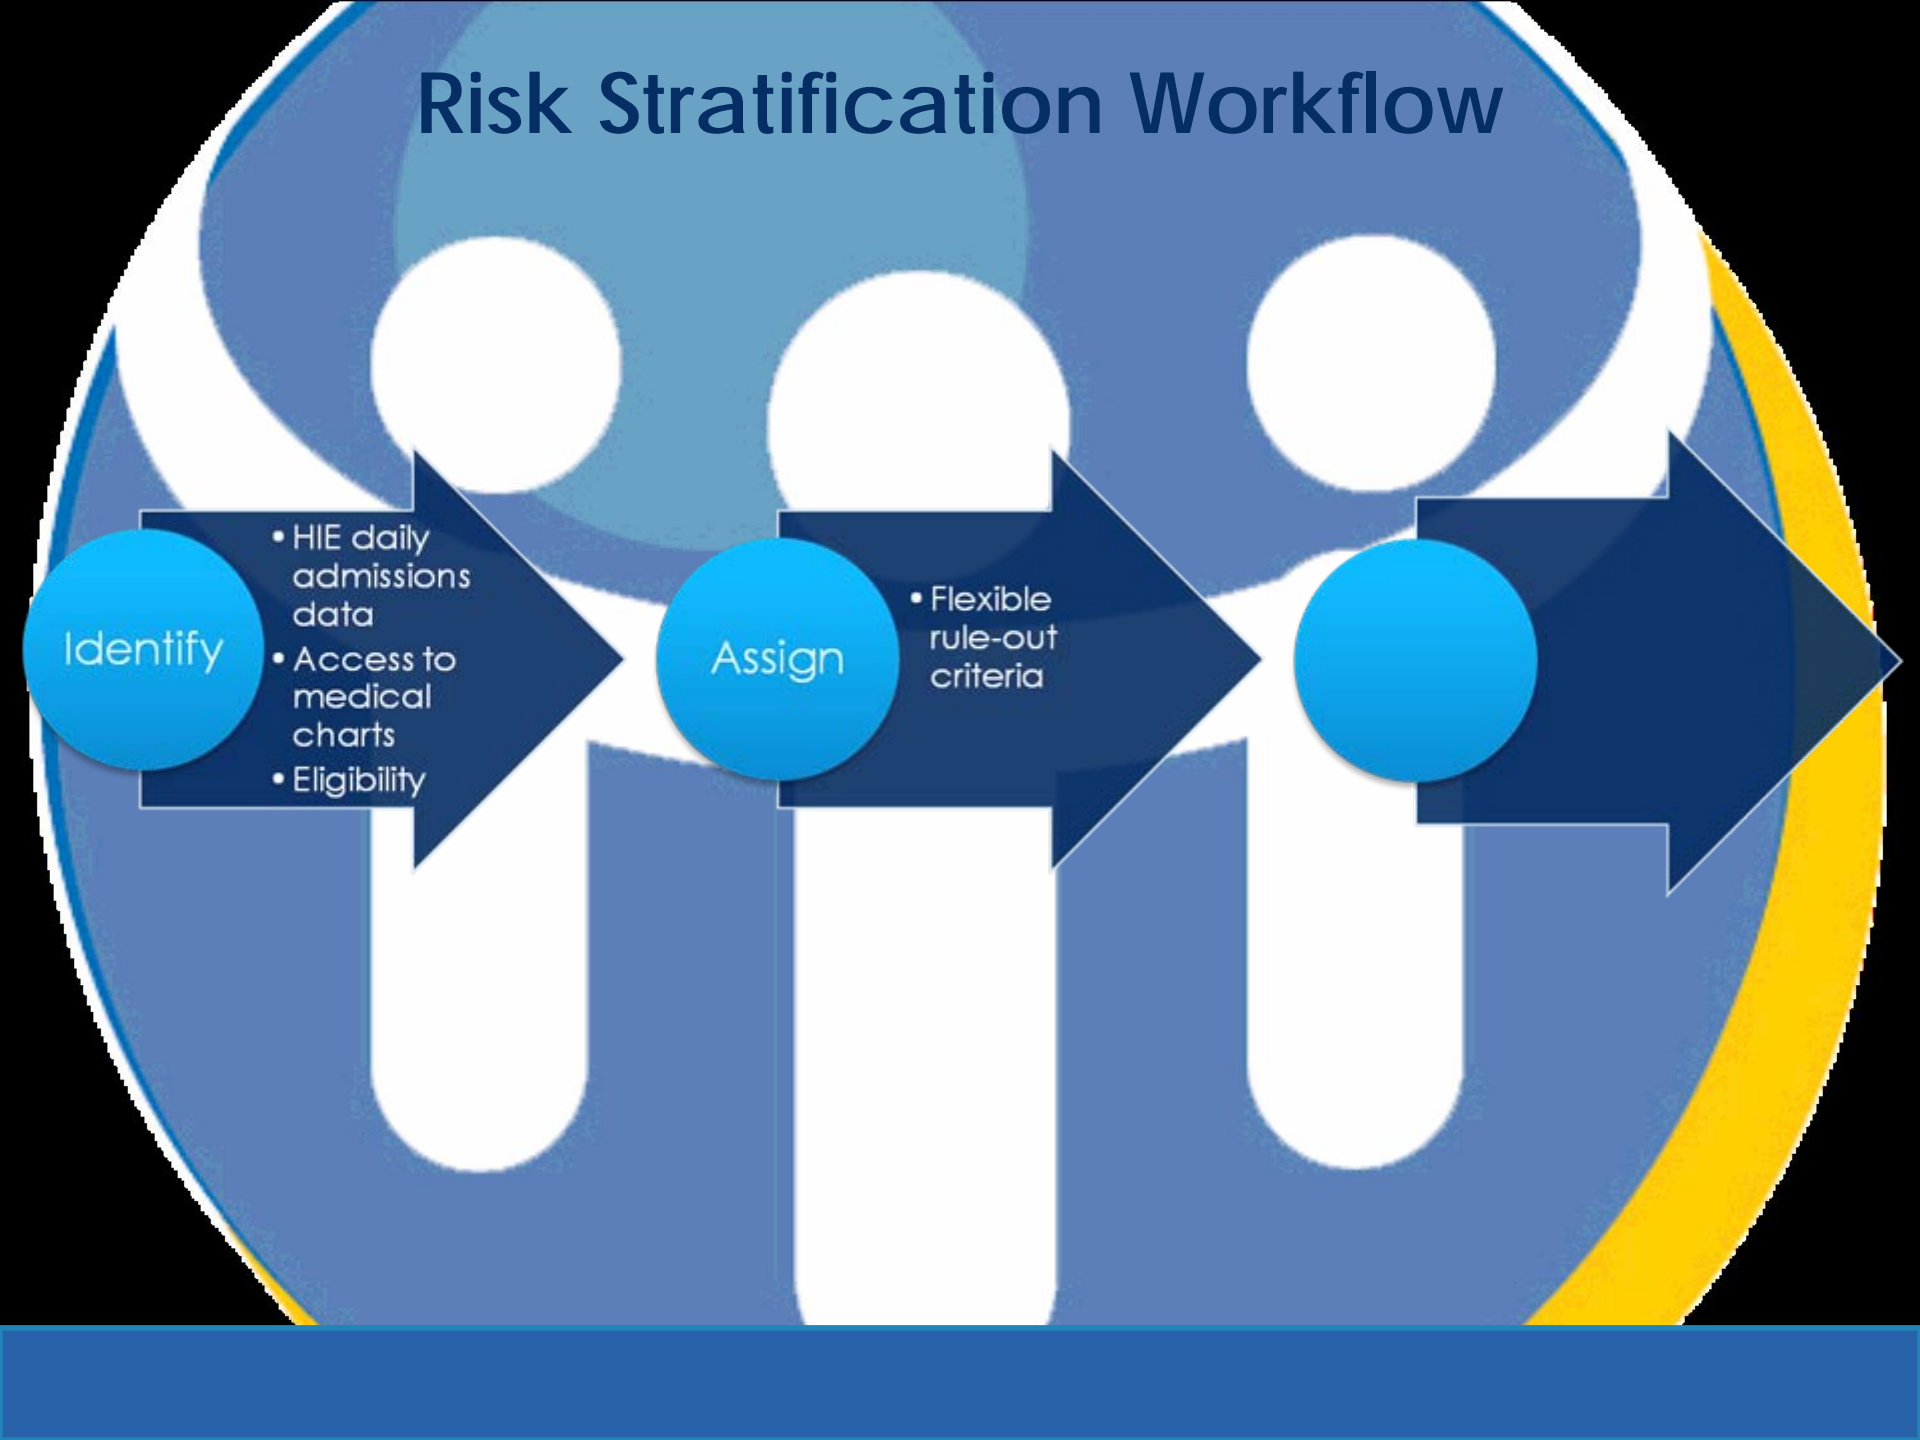 Risk Stratification Workflow
Identify
• HIE daily
admissions
data
• Access to
medical
charts
• Eligibility
Assign
• Flexible
rule-out
criteria